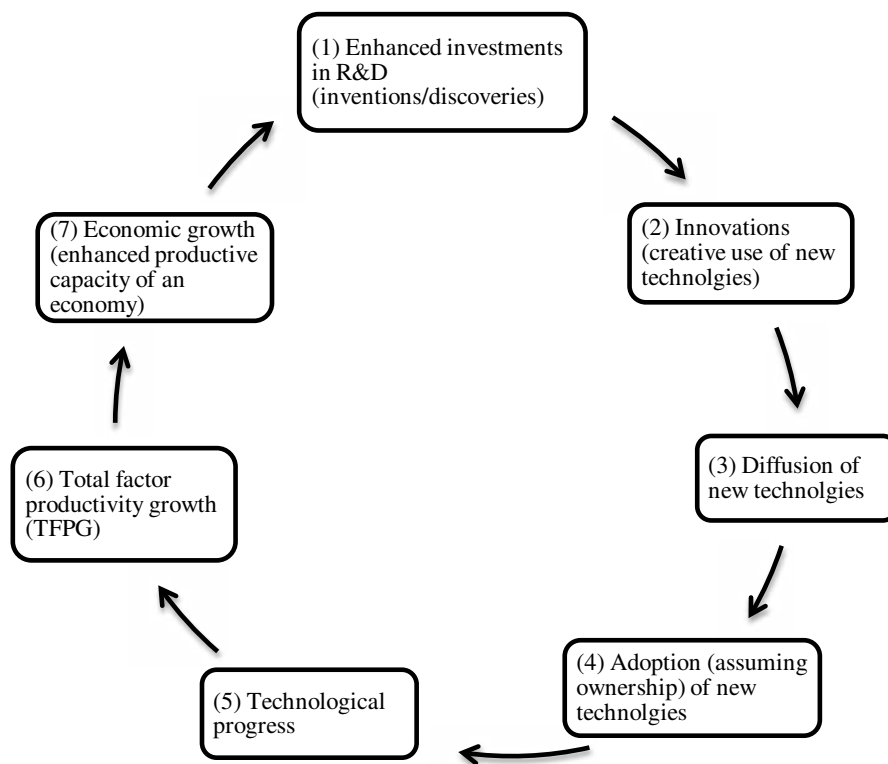 (1) Enhanced investments
in R&D
(inventions/discoveries)
(2) Innovations
(creative use of new
technolgies)
(3) Diffusion of
new technolgies
(4) Adoption (assuming
ownership) of new
technolgies
(5) Technological
progress
(6) Total factor
productivity growth
(TFPG)
(7) Economic growth
(enhanced productive
capacity of an
economy)